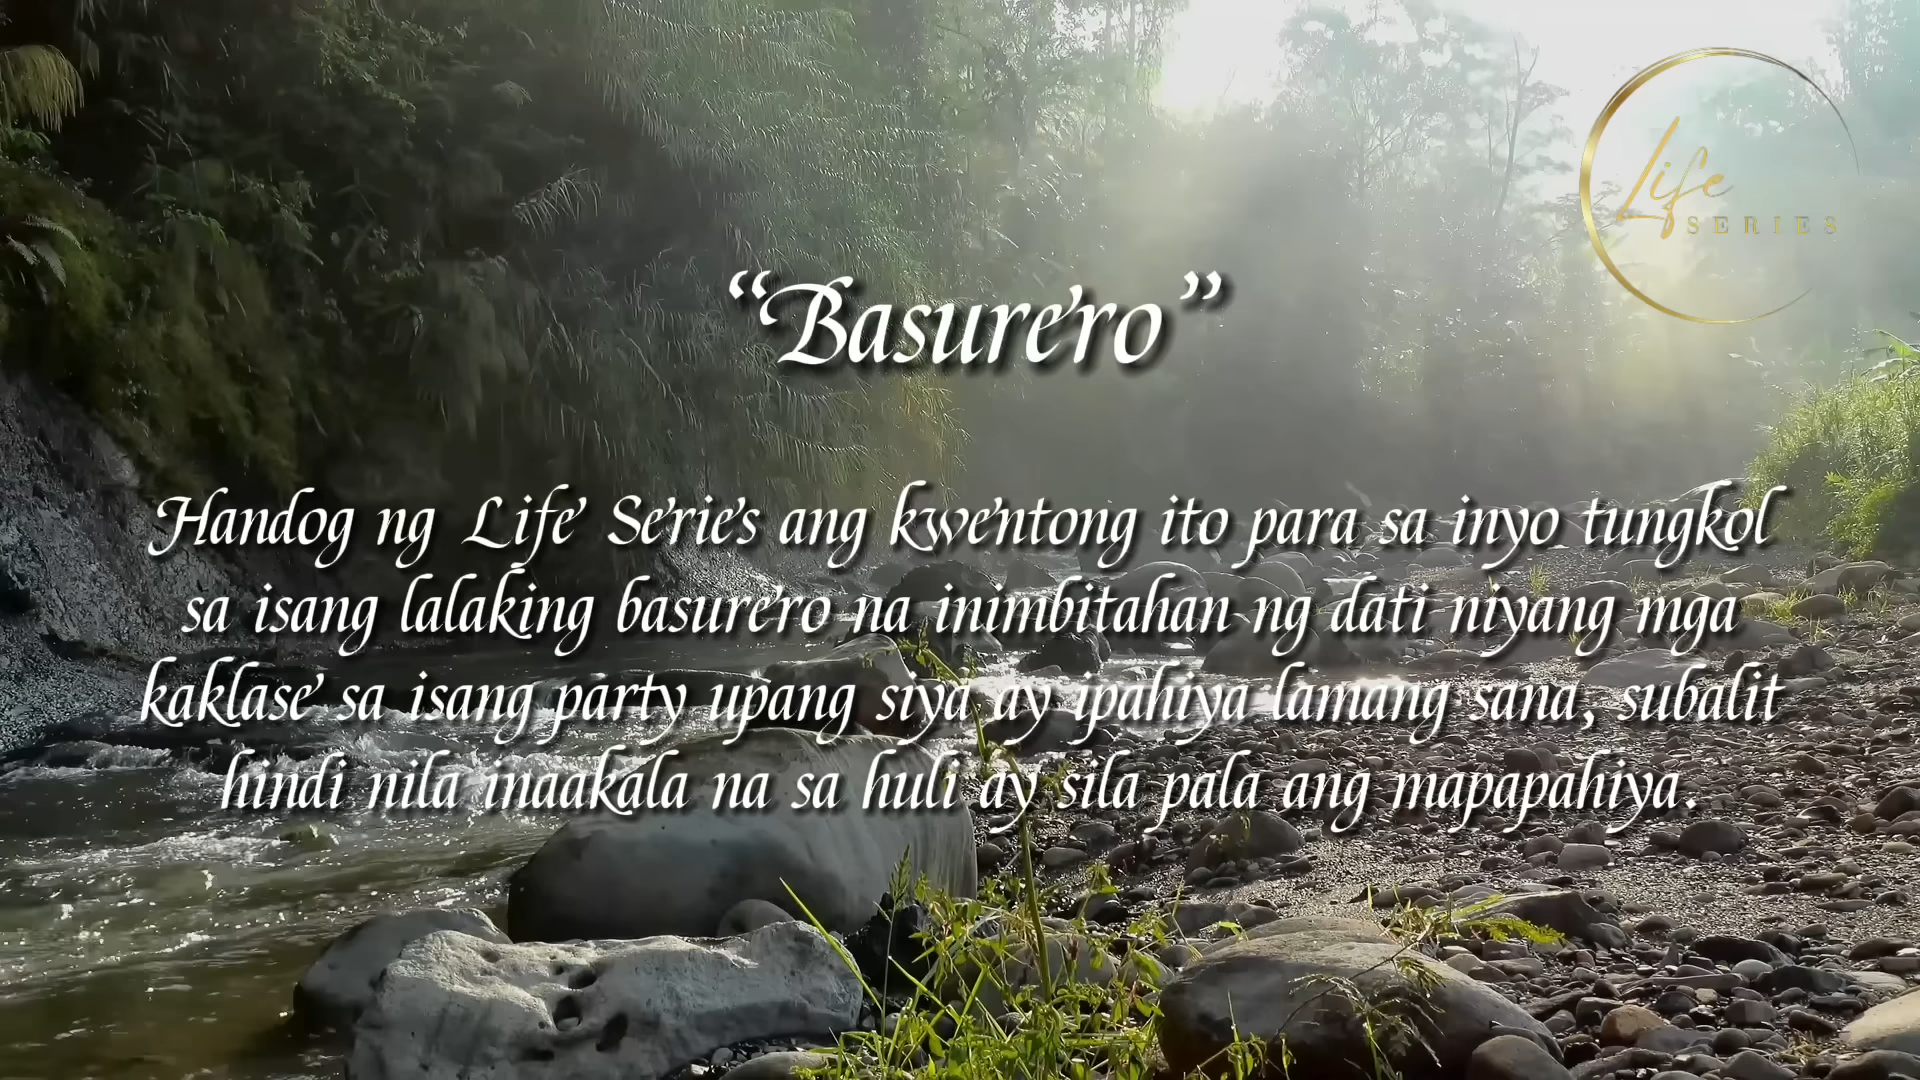 Life
SERIES
“Basurero”
Handog ng Life Series ang kwentong ito para sa inyo tungkol
sa isang lalaking basurero na inimbitahan ng dati niyang mga
kaklase sa isang party upang siya ay ipahiya lamang sana, subalit
hindi nila inaakala na sa huli ay sila pala ang mapapahiya.